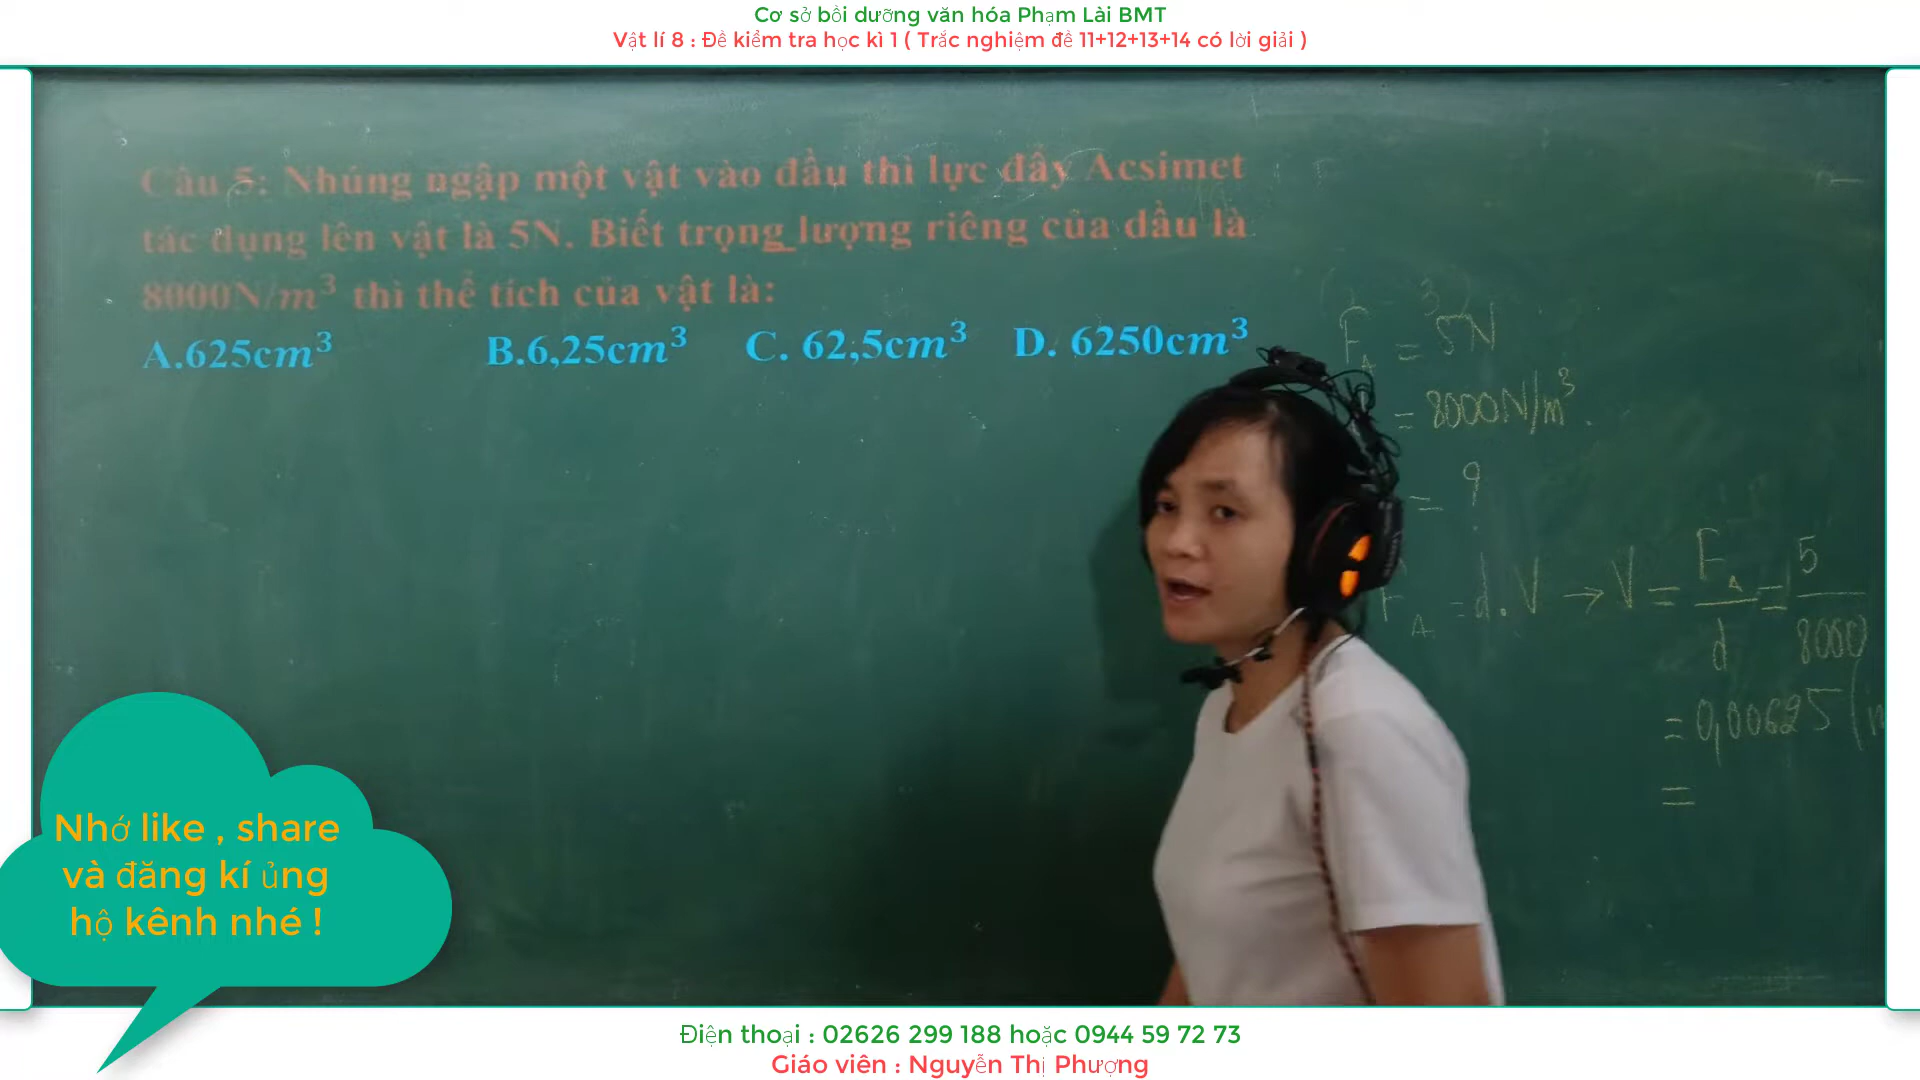 Cơ sở bồi dưỡng văn hóa Phạm Lài BMT
Vật lí 8 : Đề kiểm tra học kì 1 ( Trắc nghiệm đề 11+12+13+14 có lời giải )
Câu 5: Nhúng ngập một vật vào đầu thì lực đẩy Acsimet
tác dụng lên vật là 5N. Biết trọng lượng riêng của dầu là
8000N/m³ thì thể tích của vật là:
A.625cm³ B.6,25cm³ C. 62,5cm³ D. 6250cm³
F_A = 5N
= 8000N/m³.
= ?
F_A = d.V → V = F_A/d = 5/8000
= 0,00625 (
=
Nhớ like , share
và đăng kí ủng
hộ kênh nhé !
Điện thoại : 02626 299 188 hoặc 0944 59 72 73
Giáo viên : Nguyễn Thị Phượng